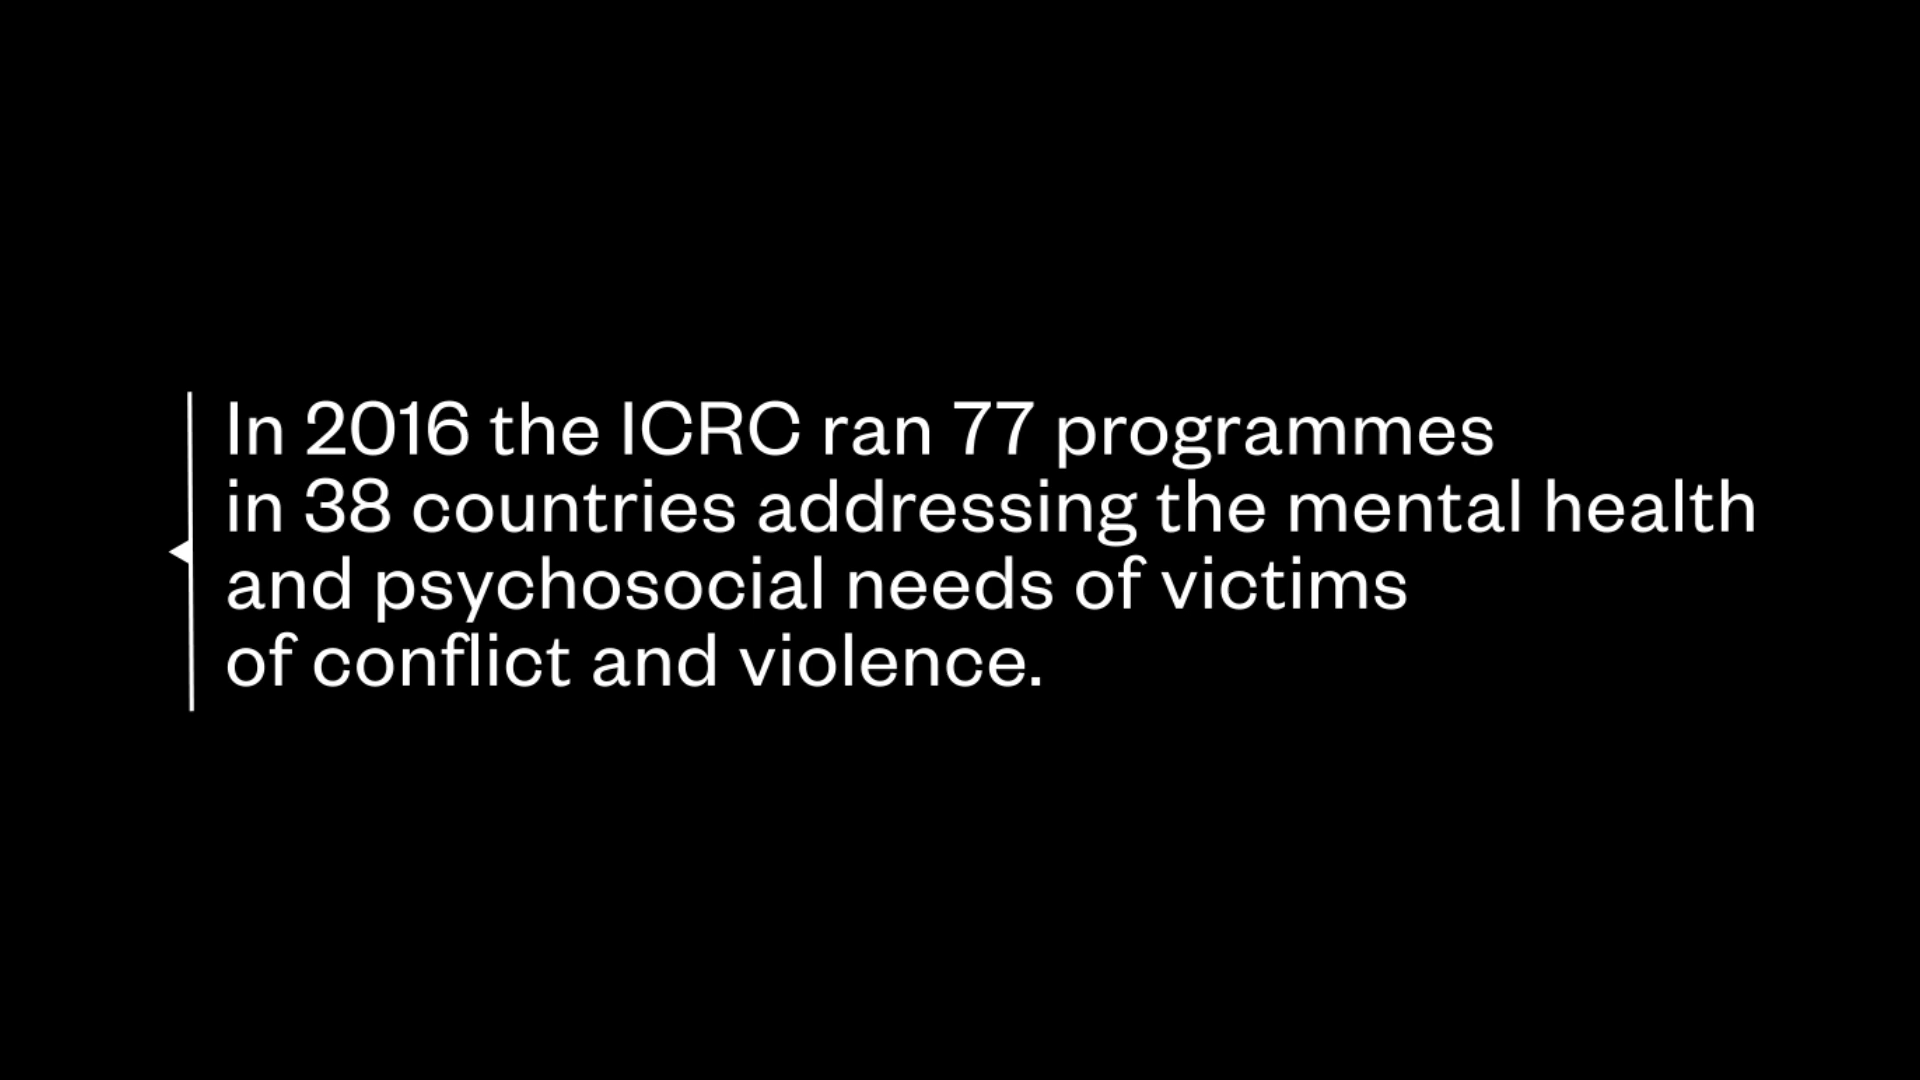 In 2016 the ICRC ran 77 programmes
in 38 countries addressing the mental health
and psychosocial needs of victims
of conflict and violence.